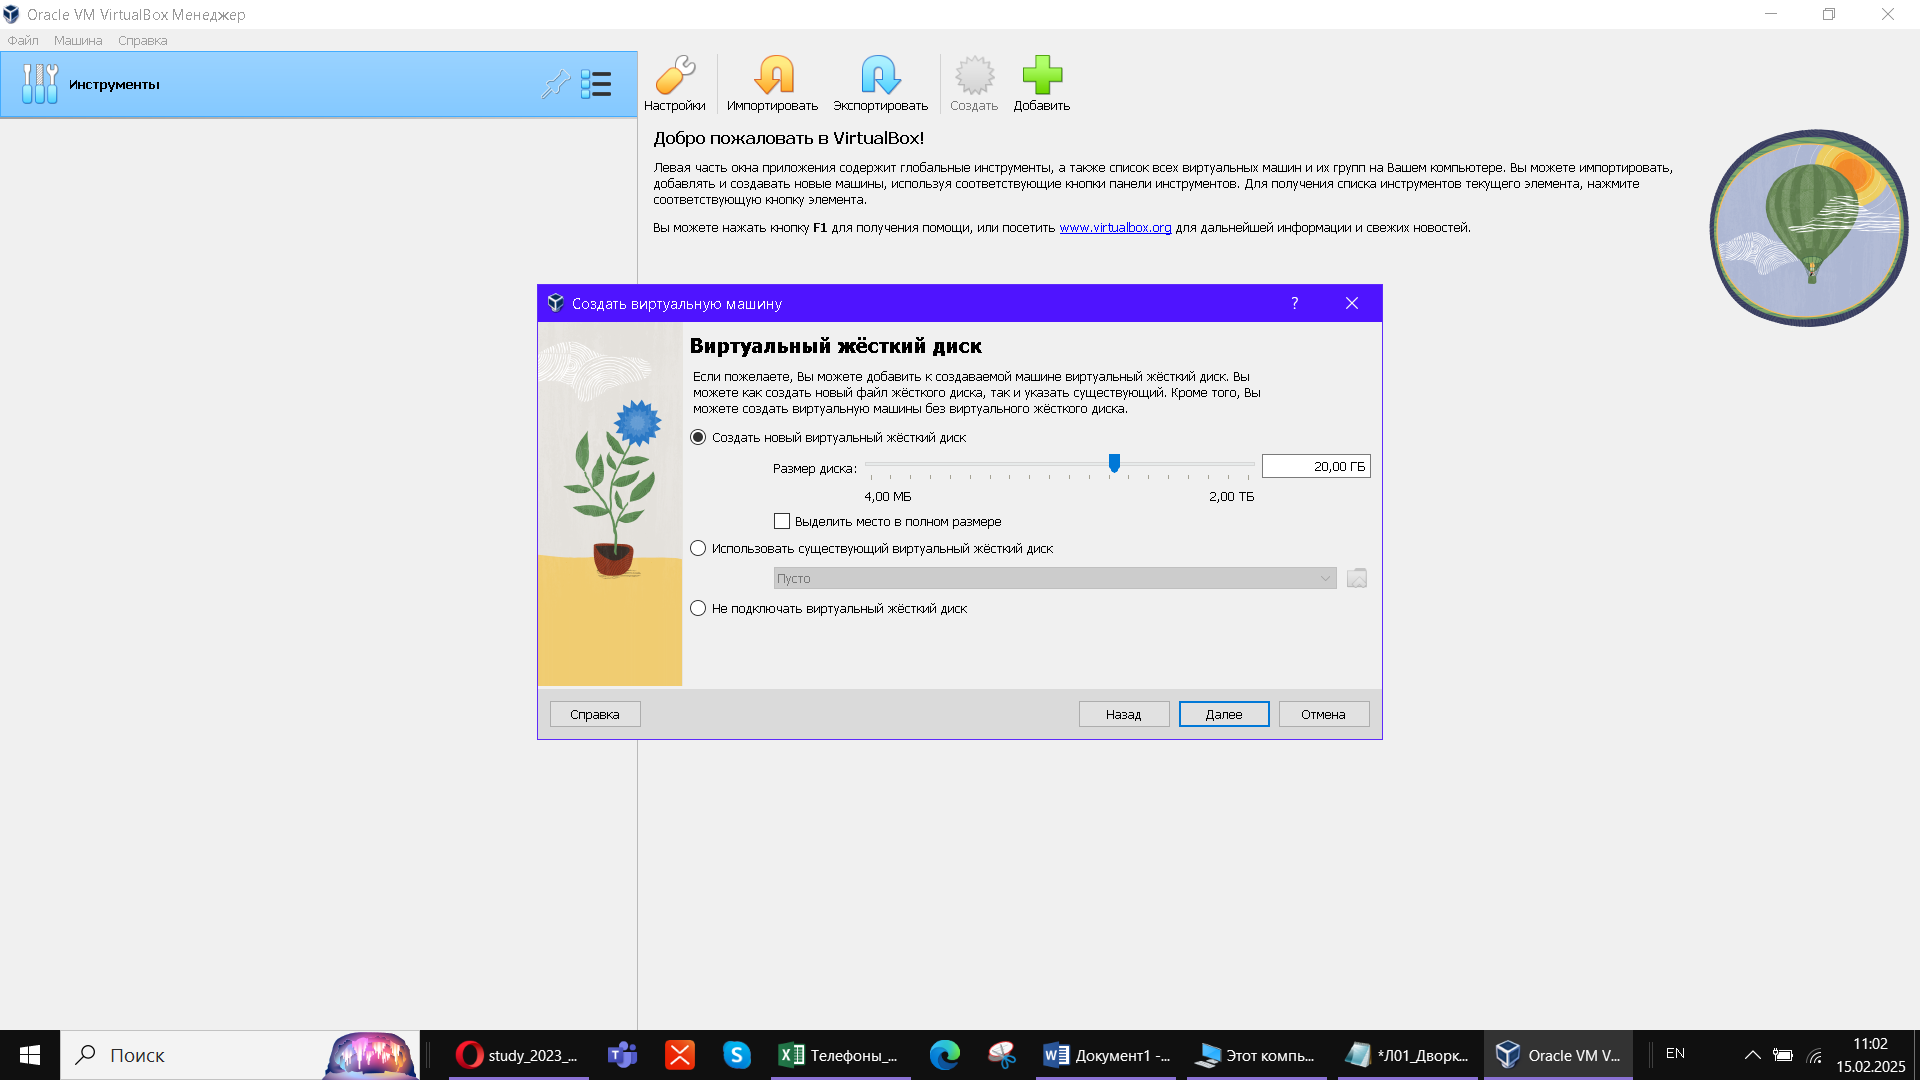 Oracle VM VirtualBox Менеджер
Файл Машина Справка
Инструменты
Настройки Импортировать Экспортировать Создать Добавить
Добро пожаловать в VirtualBox!
Левая часть окна приложения содержит глобальные инструменты, а также список всех виртуальных машин и их групп на Вашем компьютере. Вы можете импортировать,
добавлять и создавать новые машины, используя соответствующие кнопки панели инструментов. Для получения списка инструментов текущего элемента, нажмите
соответствующую кнопку элемента.
Вы можете нажать кнопку F1 для получения помощи, или посетить www.virtualbox.org для дальнейшей информации и свежих новостей.
Создать виртуальную машину
?
Виртуальный жёсткий диск
Если пожелаете, Вы можете добавить к создаваемой машине виртуальный жёсткий диск. Вы
можете как создать новый файл жёсткого диска, так и указать существующий. Кроме того, Вы
можете создать виртуальную машины без виртуального жёсткого диска.
Создать новый виртуальный жёсткий диск
Размер диска: 20,00 ГБ
4,00 МБ 2,00 ТБ
Выделить место в полном размере
Использовать существующий виртуальный жёсткий диск
Пусто
Не подключать виртуальный жёсткий диск
Справка Назад Далее Отмена
Поиск
study_2023_...
Телефоны_...
Документ1 -...
Этот компь...
*Л01_Дворк...
Oracle VM V...
EN
11:02
15.02.2025